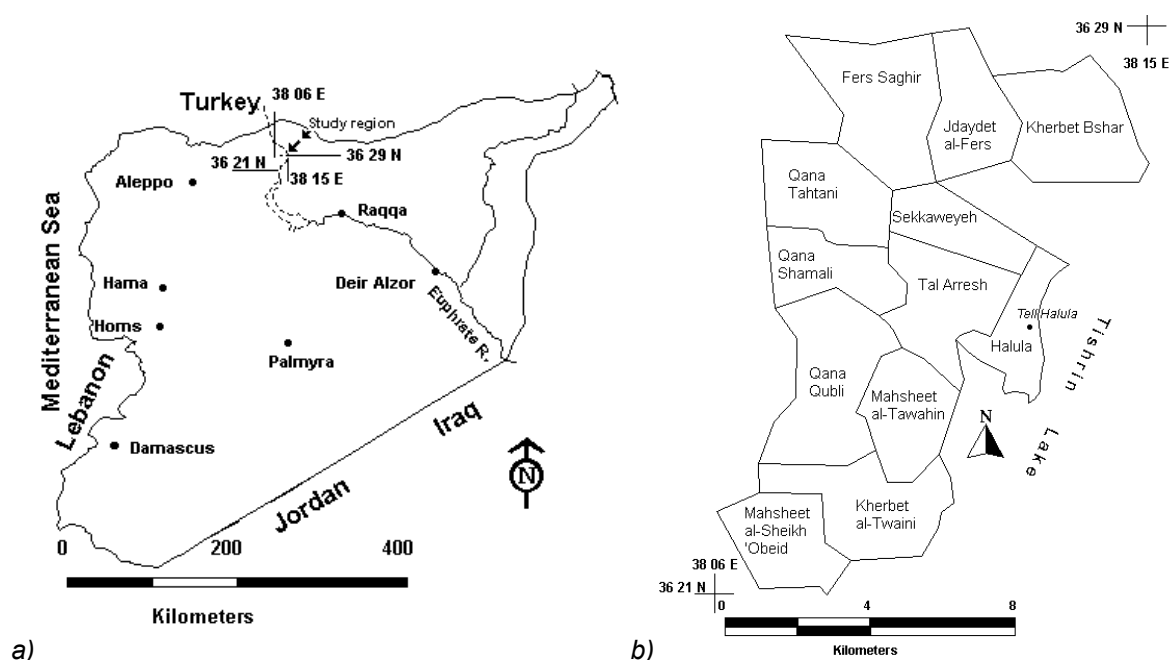 38 06 E
Turkey
Study region
36 21 N
36 29 N
38 15 E
Aleppo
Raqqa
Mediterranean Sea
Hama
Deir Alzor
Homs
Euphrate R.
Palmyra
Lebanon
Damascus
Iraq
Jordan
N
0
200
400
Kilometers
a)
36 29 N
38 15 E
Fers Saghir
Jdaydet
al-Fers
Kherbet Bshar
Qana
Tahtani
Sekkaweyeh
Qana
Shamali
Tal Arresh
Tell Halula
Halula
Tishrin
Lake
Qana
Qubli
Mahsheet
al-Tawahin
N
Kherbet
al-Twaini
Mahsheet
al-Sheikh
'Obeid
38 06 E
36 21 N
0
4
8
Kilometers
b)